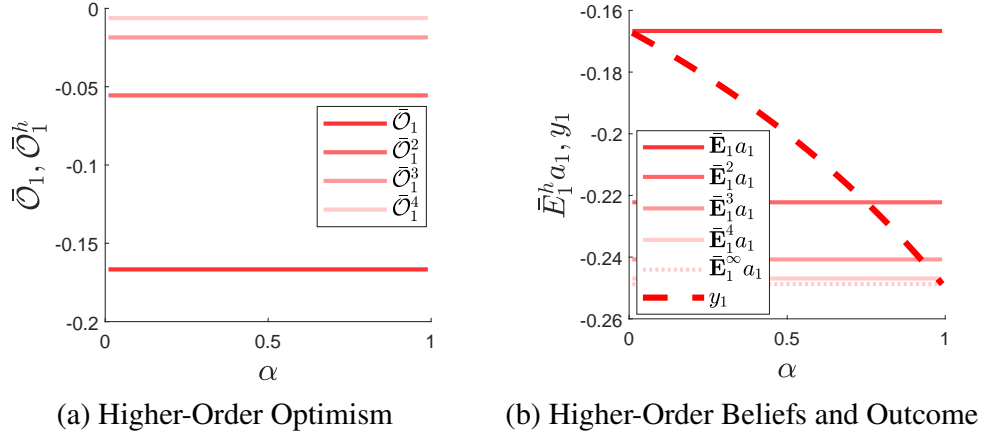 0
-0.05
-0.1
-0.15
-0.2
0
0.5
1
α
𝒪̄₁, 𝒪̄₁ʰ
𝒪̄₁
𝒪̄₁²
𝒪̄₁³
𝒪̄₁⁴
(a) Higher-Order Optimism
-0.16
-0.18
-0.2
-0.22
-0.24
-0.26
0
0.5
1
α
Ē₁ʰa₁, y₁
𝐄̄₁a₁
𝐄̄₁²a₁
𝐄̄₁³a₁
𝐄̄₁⁴a₁
𝐄̄₁^∞a₁
y₁
(b) Higher-Order Beliefs and Outcome